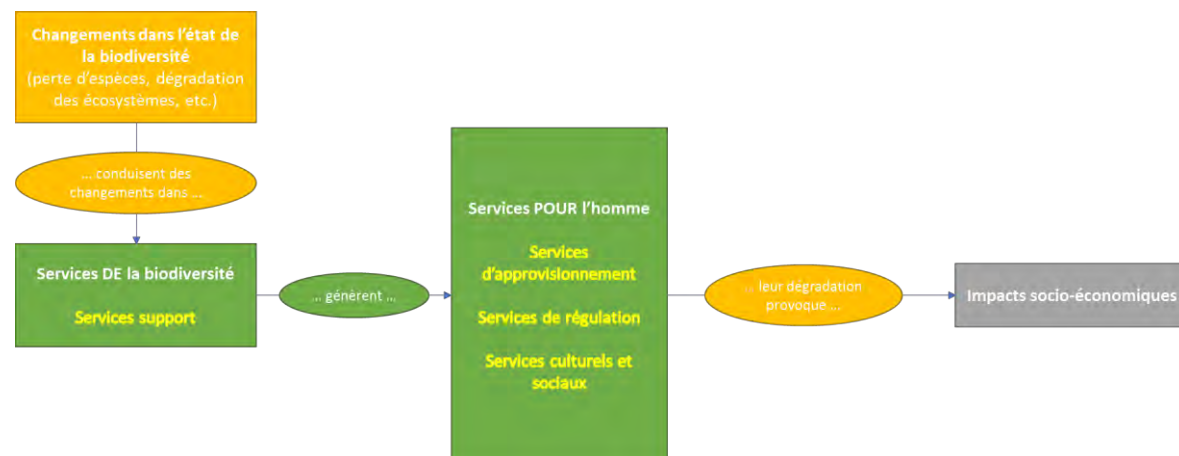 Changements dans l'état de
la biodiversité
(perte d'espèces, dégradation
des écosystèmes, etc.)
... conduisent des
changements dans ...
Services DE la biodiversité
Services support
... génèrent ...
Services POUR l'homme
Services
d'approvisionnement
Services de régulation
Services culturels et
sociaux
... leur dégradation
provoque ...
Impacts socio-économiques